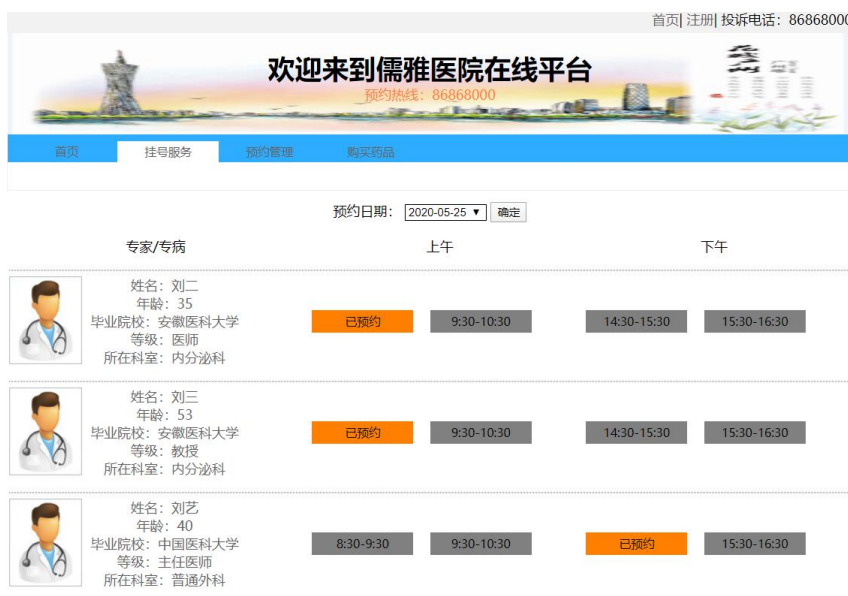 首页| 注册| 投诉电话：86868000
欢迎来到儒雅医院在线平台
预约热线：86868000
首页 挂号服务 预约管理 购买药品
预约日期： 2020-05-25 ▼ 确定
专家/专病 上午 下午
姓名：刘二
年龄：35
毕业院校：安徽医科大学
等级：医师
所在科室：内分泌科
已预约 9:30-10:30 14:30-15:30 15:30-16:30
姓名：刘三
年龄：53
毕业院校：安徽医科大学
等级：教授
所在科室：内分泌科
已预约 9:30-10:30 14:30-15:30 15:30-16:30
姓名：刘艺
年龄：40
毕业院校：中国医科大学
等级：主任医师
所在科室：普通外科
8:30-9:30 9:30-10:30 已预约 15:30-16:30